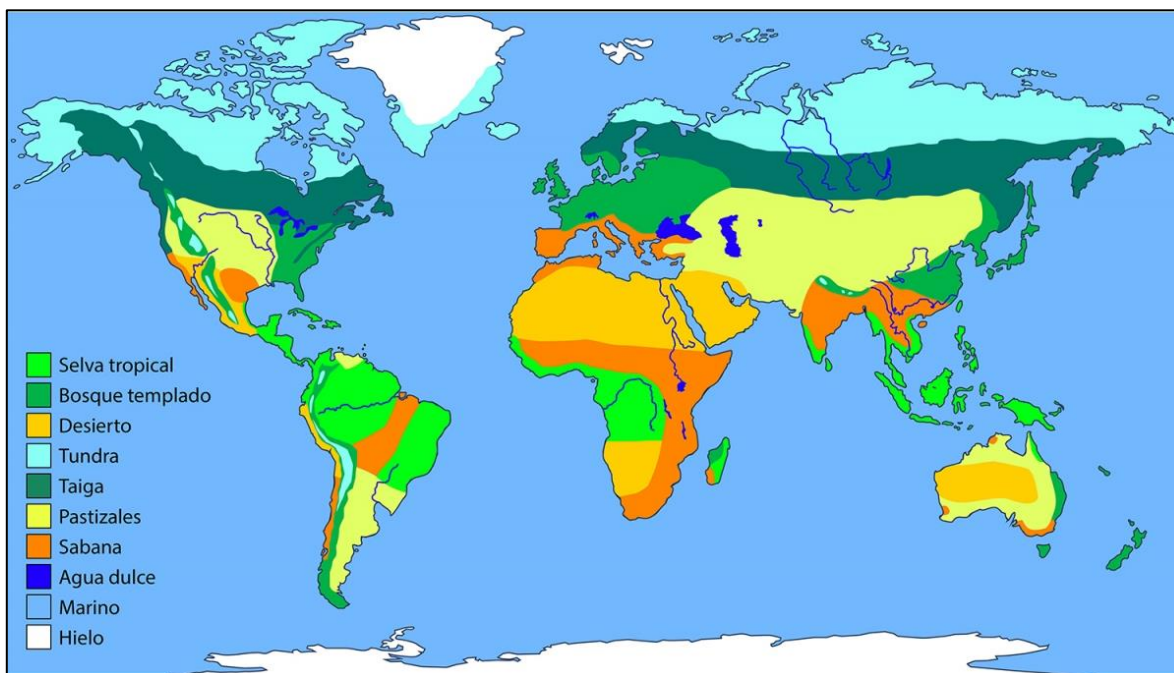 Selva tropical
Bosque templado
Desierto
Tundra
Taiga
Pastizales
Sabana
Agua dulce
Marino
Hielo